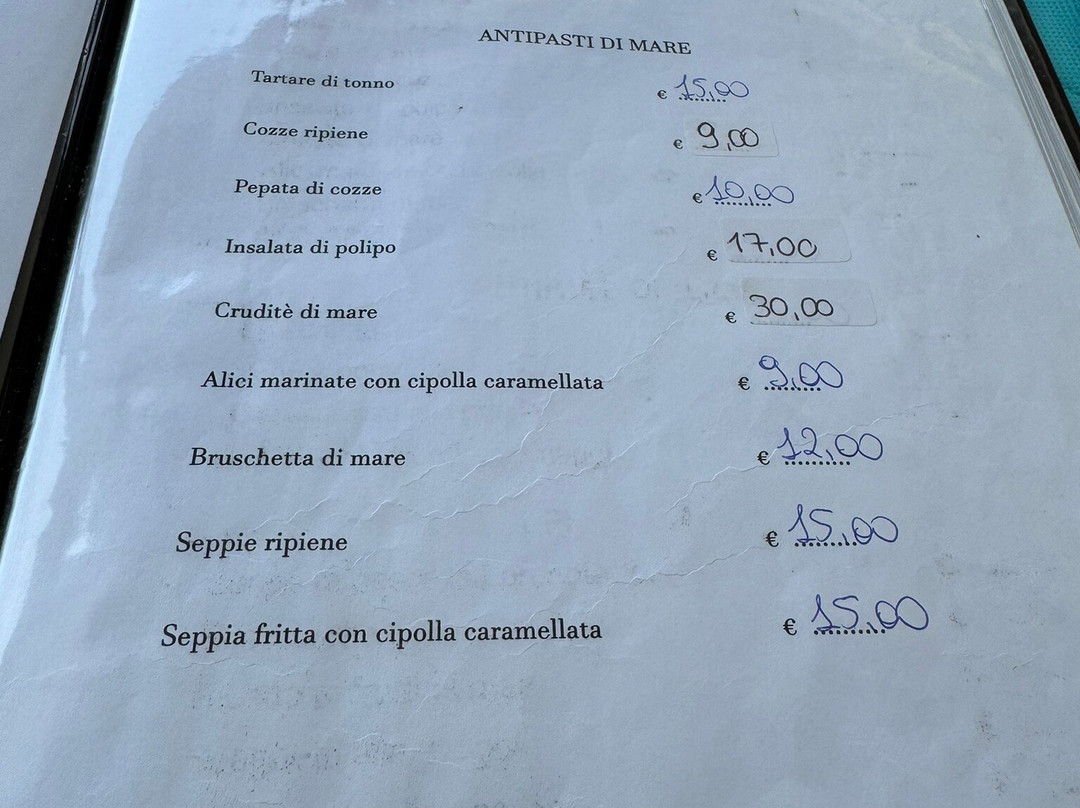 ANTIPASTI DI MARE
Tartare di tonno € 15,00
Cozze ripiene € 9,00
Pepata di cozze € 10,00
Insalata di polipo € 17,00
Cruditè di mare € 30,00
Alici marinate con cipolla caramellata € 9,00
Bruschetta di mare € 12,00
Seppie ripiene € 15,00
Seppia fritta con cipolla caramellata € 15,00